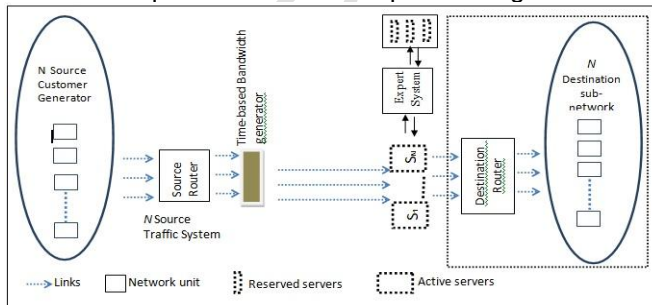 N Source
Customer
Generator
Source
Router
N Source
Traffic System
Time-based Bandwidth
generator
Expert
System
S₁
Destination
Router
N
Destination
sub-
network
Links
Network unit
Reserved servers
Active servers